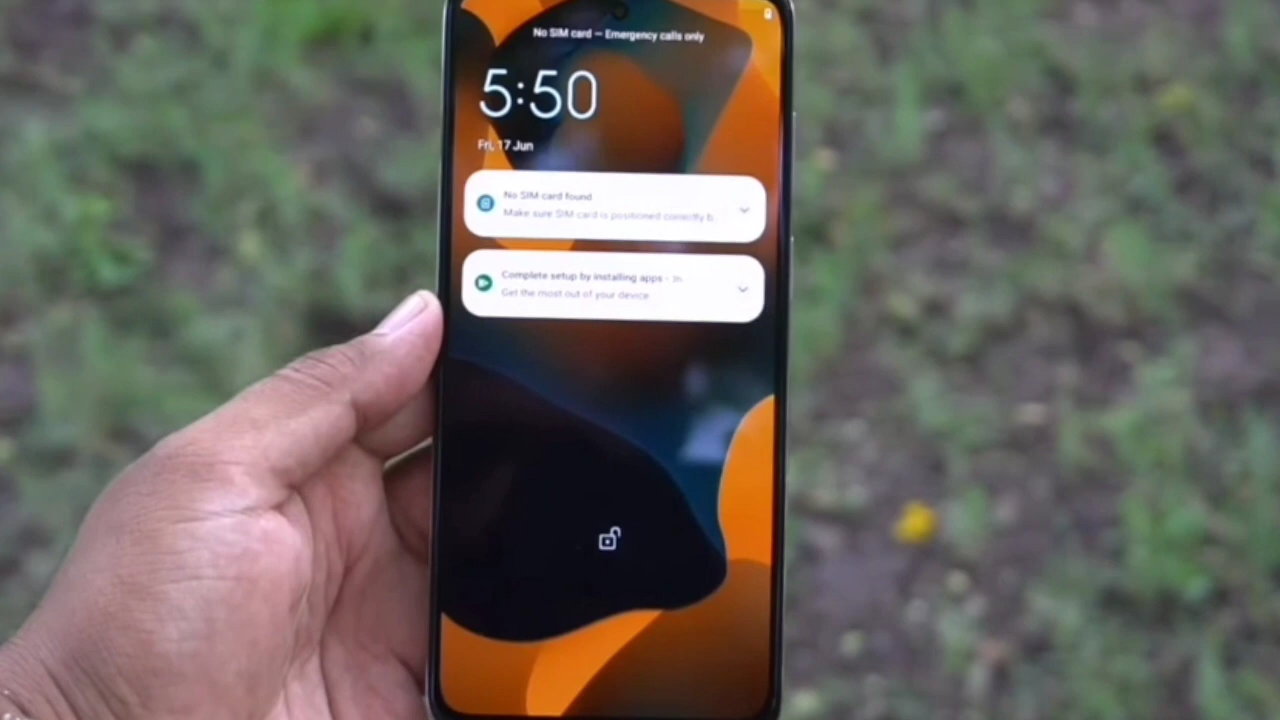 No SIM card — Emergency calls only
5:50
Fri, 17 Jun
No SIM card found
Make sure SIM card is positioned correctly b
Complete setup by installing apps · 3h
Get the most out of your device